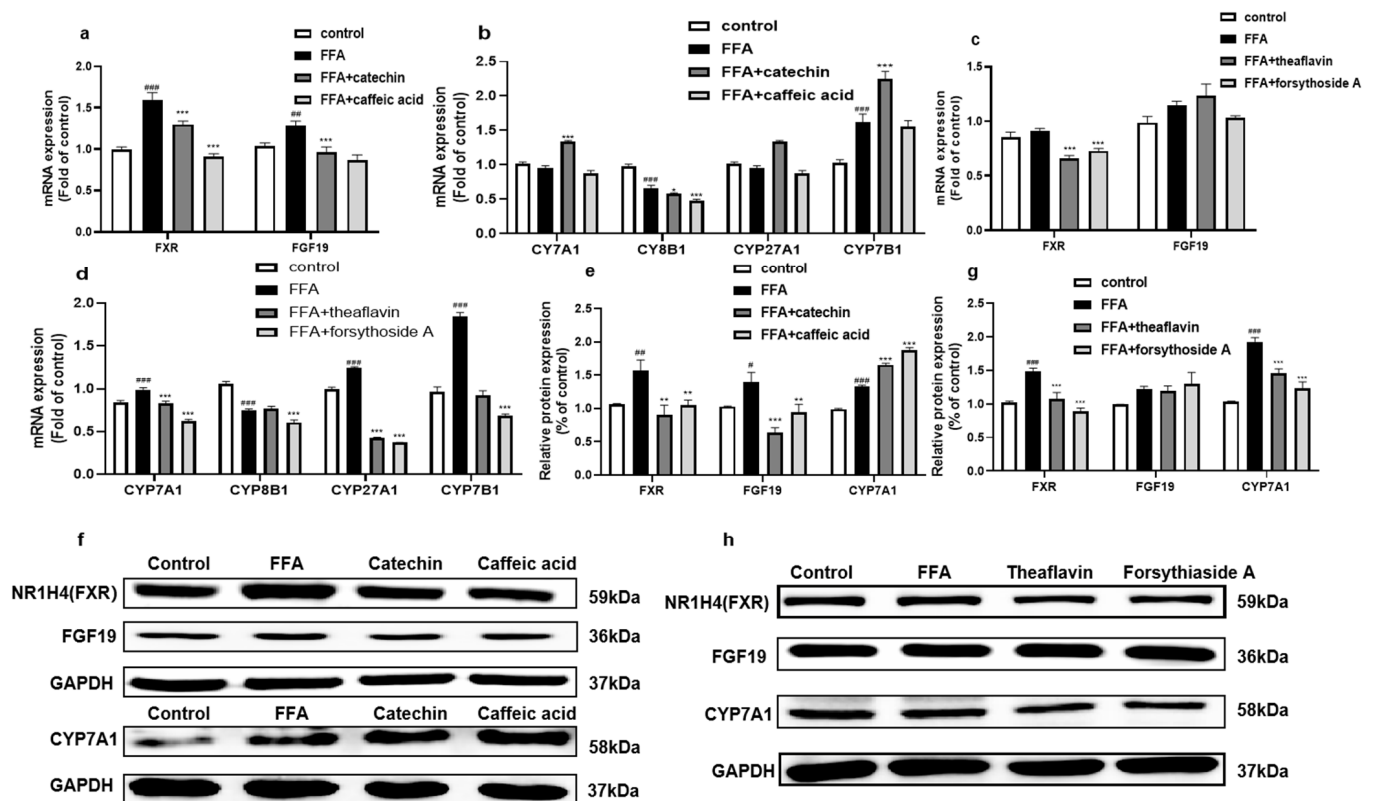 a
control
FFA
FFA+catechin
FFA+caffeic acid
mRNA expression
(Fold of control)
2.0
1.5
1.0
0.5
0.0
###
***
***
##
***
FXR
FGF19
b
control
FFA
FFA+catechin
FFA+caffeic acid
mRNA expression
(Fold of control)
2.5
2.0
1.5
1.0
0.5
0.0
***
###
*
***
###
***
CY7A1
CY8B1
CYP27A1
CYP7B1
c
control
FFA
FFA+theaflavin
FFA+forsythoside A
mRNA expression
(Fold of control)
1.5
1.0
0.5
0.0
***
***
FXR
FGF19
d
control
FFA
FFA+theaflavin
FFA+forsythoside A
mRNA expression
(Fold of control)
2.0
1.5
1.0
0.5
0.0
###
***
***
###
***
###
***
***
###
***
CYP7A1
CYP8B1
CYP27A1
CYP7B1
e
control
FFA
FFA+catechin
FFA+caffeic acid
Relative protein expression
(% of control)
2.5
2.0
1.5
1.0
0.5
0.0
##
**
**
#
***
**
###
***
***
FXR
FGF19
CYP7A1
g
control
FFA
FFA+theaflavin
FFA+forsythoside A
Relative protein expression
(% of control)
2.5
2.0
1.5
1.0
0.5
0.0
###
***
***
###
***
***
FXR
FGF19
CYP7A1
f
Control FFA Catechin Caffeic acid
NR1H4(FXR) 59kDa
FGF19 36kDa
GAPDH 37kDa
Control FFA Catechin Caffeic acid
CYP7A1 58kDa
GAPDH 37kDa
h
Control FFA Theaflavin Forsythiaside A
NR1H4(FXR) 59kDa
FGF19 36kDa
CYP7A1 58kDa
GAPDH 37kDa